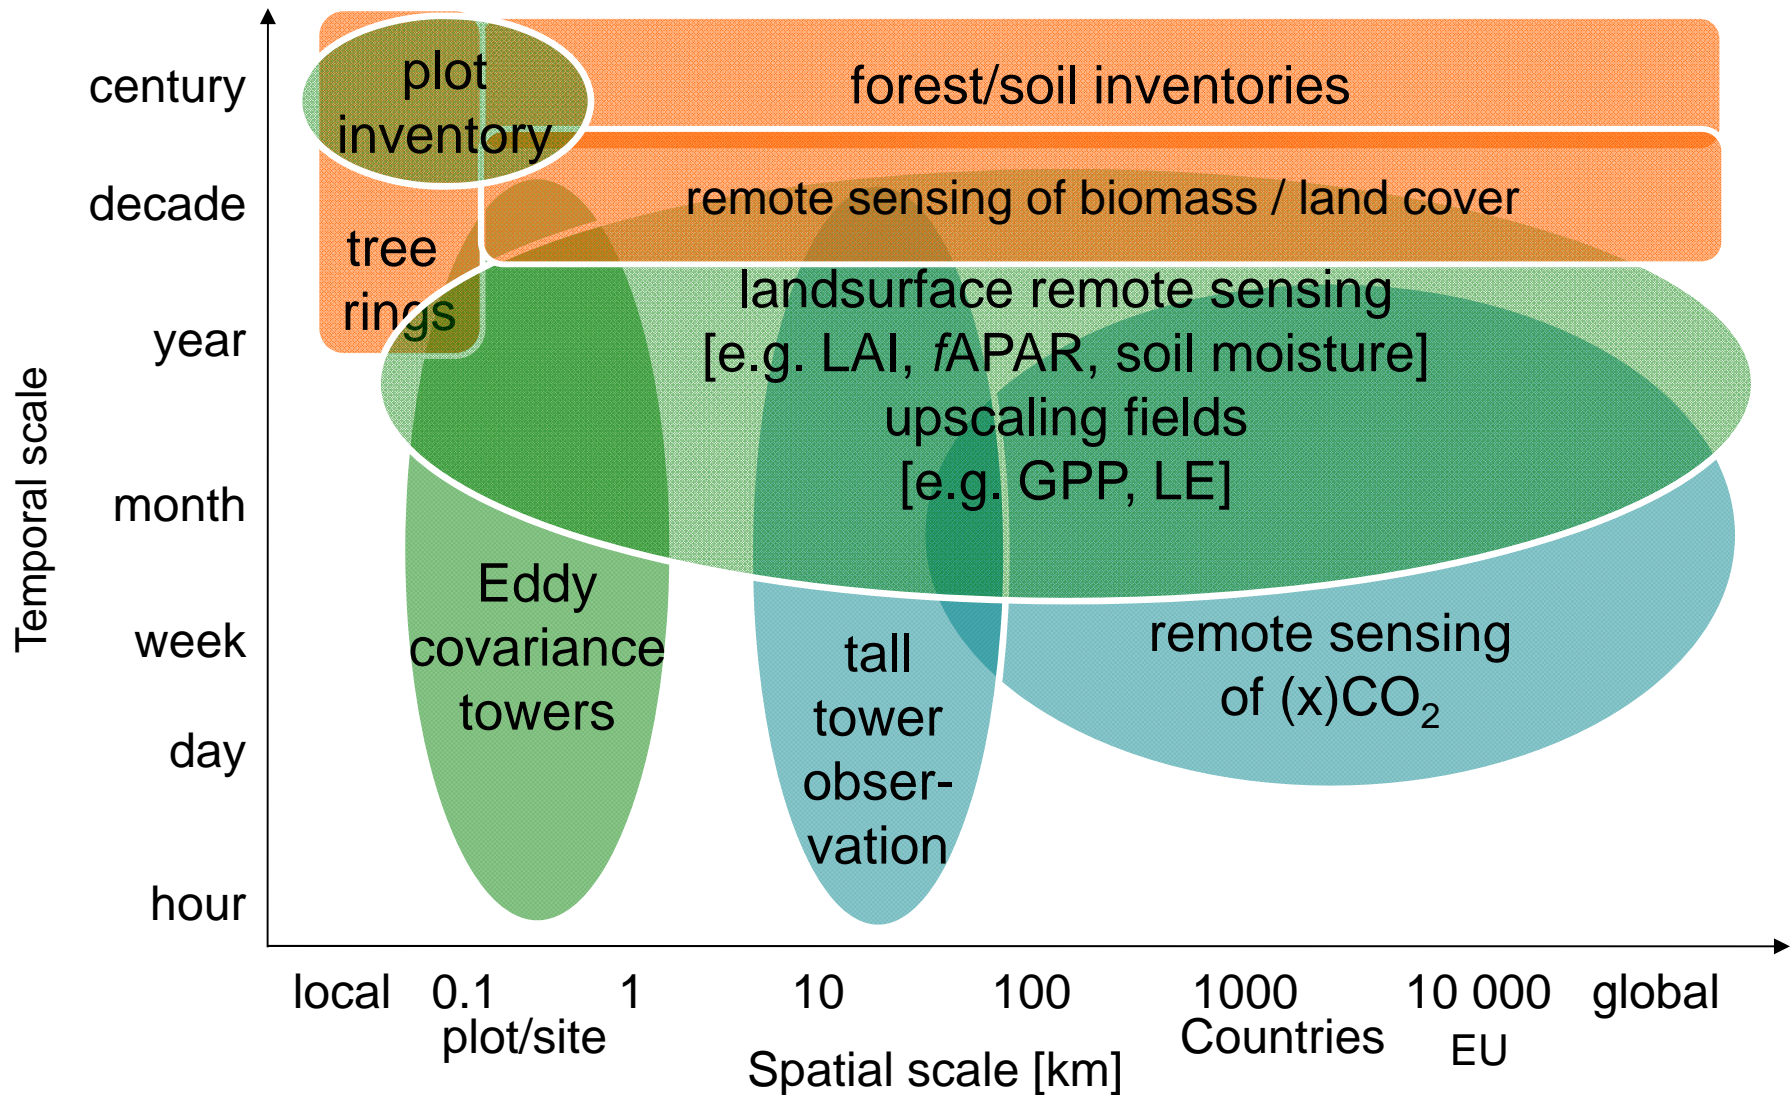 Temporal scale
century
decade
year
month
week
day
hour
plot
inventory
forest/soil inventories
remote sensing of biomass / land cover
tree
rings
landsurface remote sensing
[e.g. LAI, fAPAR, soil moisture]
upscaling fields
[e.g. GPP, LE]
Eddy
covariance
towers
tall
tower
obser-
vation
remote sensing
of (x)CO₂
local 0.1 1 10 100 1000 10 000 global
plot/site Countries EU
Spatial scale [km]